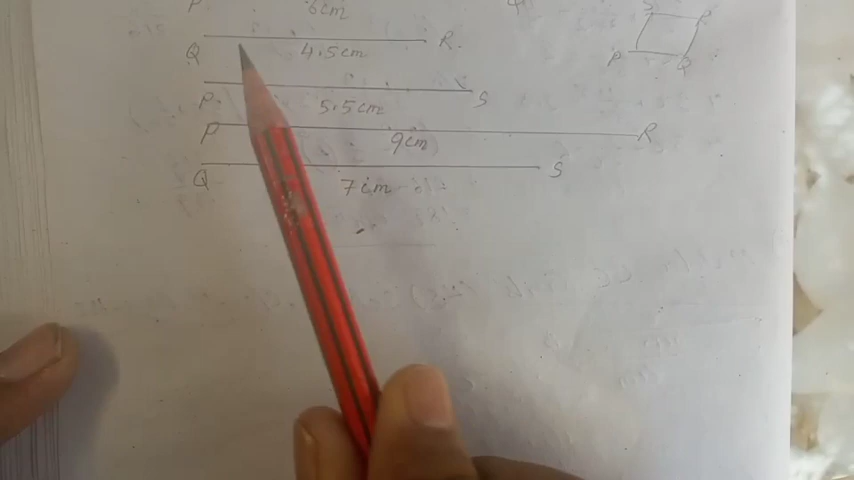 P 6cm Q
Q 4.5cm R.
P. 5.5cm S
P 9cm R
Q 7cm S
S R
P Q